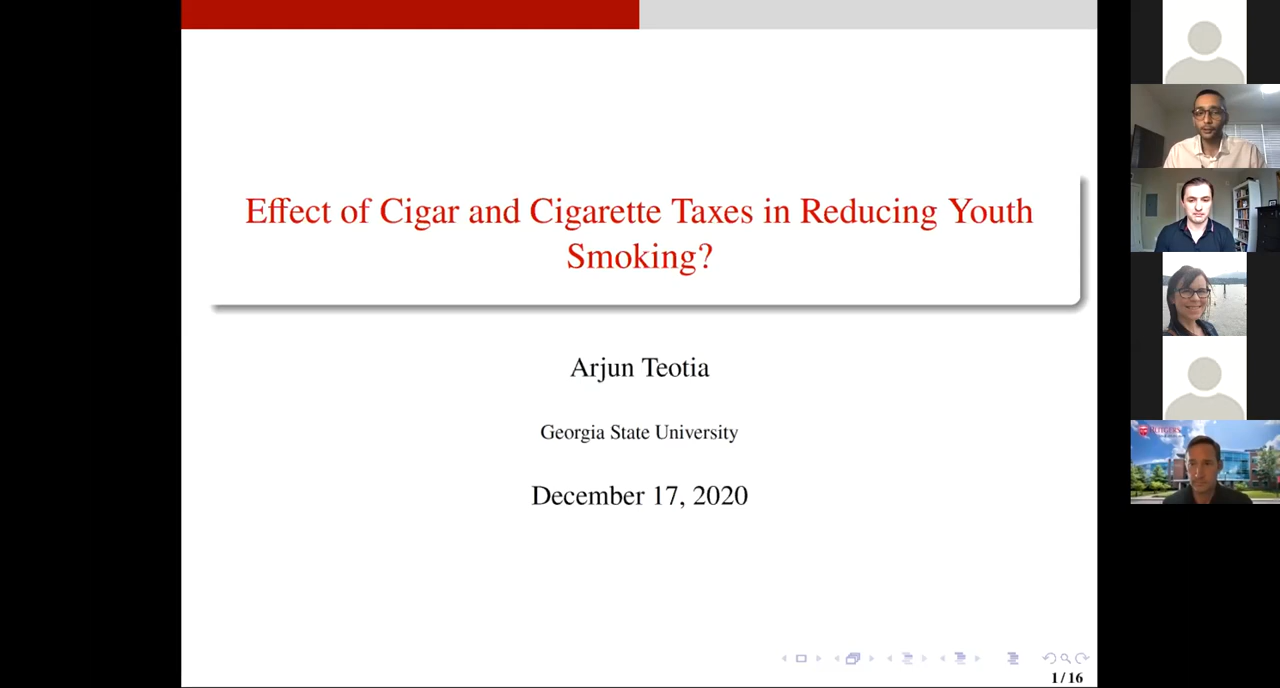 Effect of Cigar and Cigarette Taxes in Reducing Youth
Smoking?
Arjun Teotia
Georgia State University
December 17, 2020
1 / 16
RUTGERS